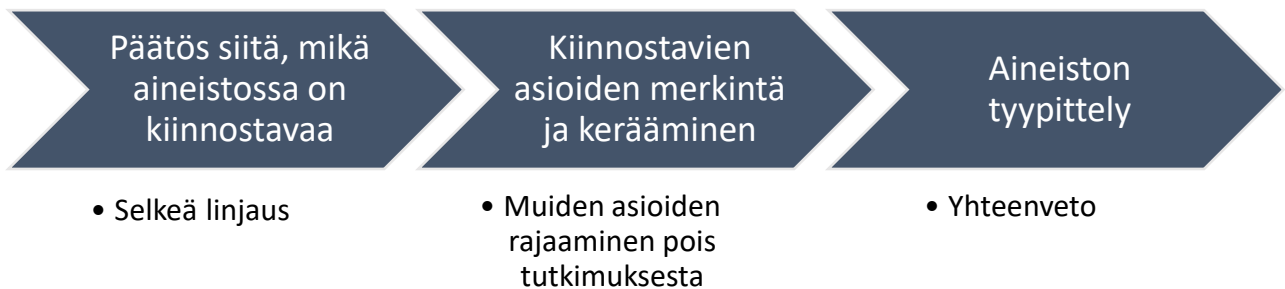 Päätös siitä, mikä
aineistossa on
kiinnostavaa
• Selkeä linjaus
Kiinnostavien
asioiden merkintä
ja kerääminen
• Muiden asioiden
rajaaminen pois
tutkimuksesta
Aineiston
tyypittely
• Yhteenveto